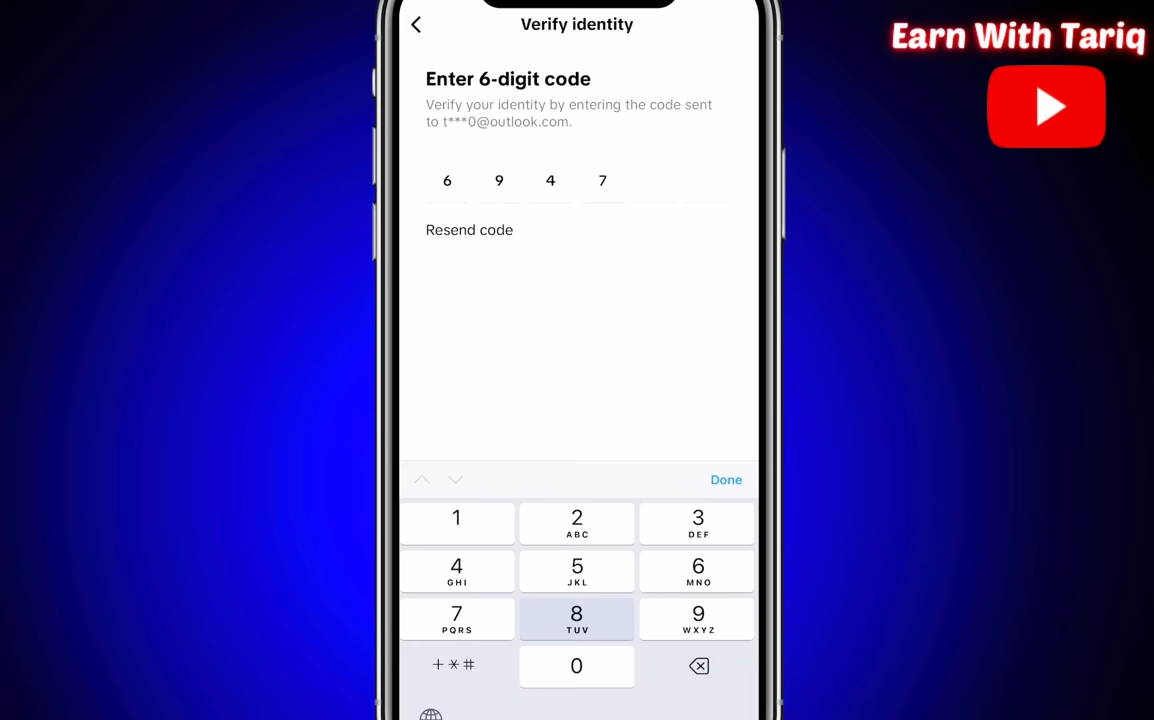 Verify identity
Earn With Tariq
Enter 6-digit code
Verify your identity by entering the code sent
to t***0@outlook.com.
6 9 4 7
Resend code
Done
1 2 3
ABC DEF
4 5 6
GHI JKL MNO
7 8 9
PQRS TUV WXYZ
+*# 0